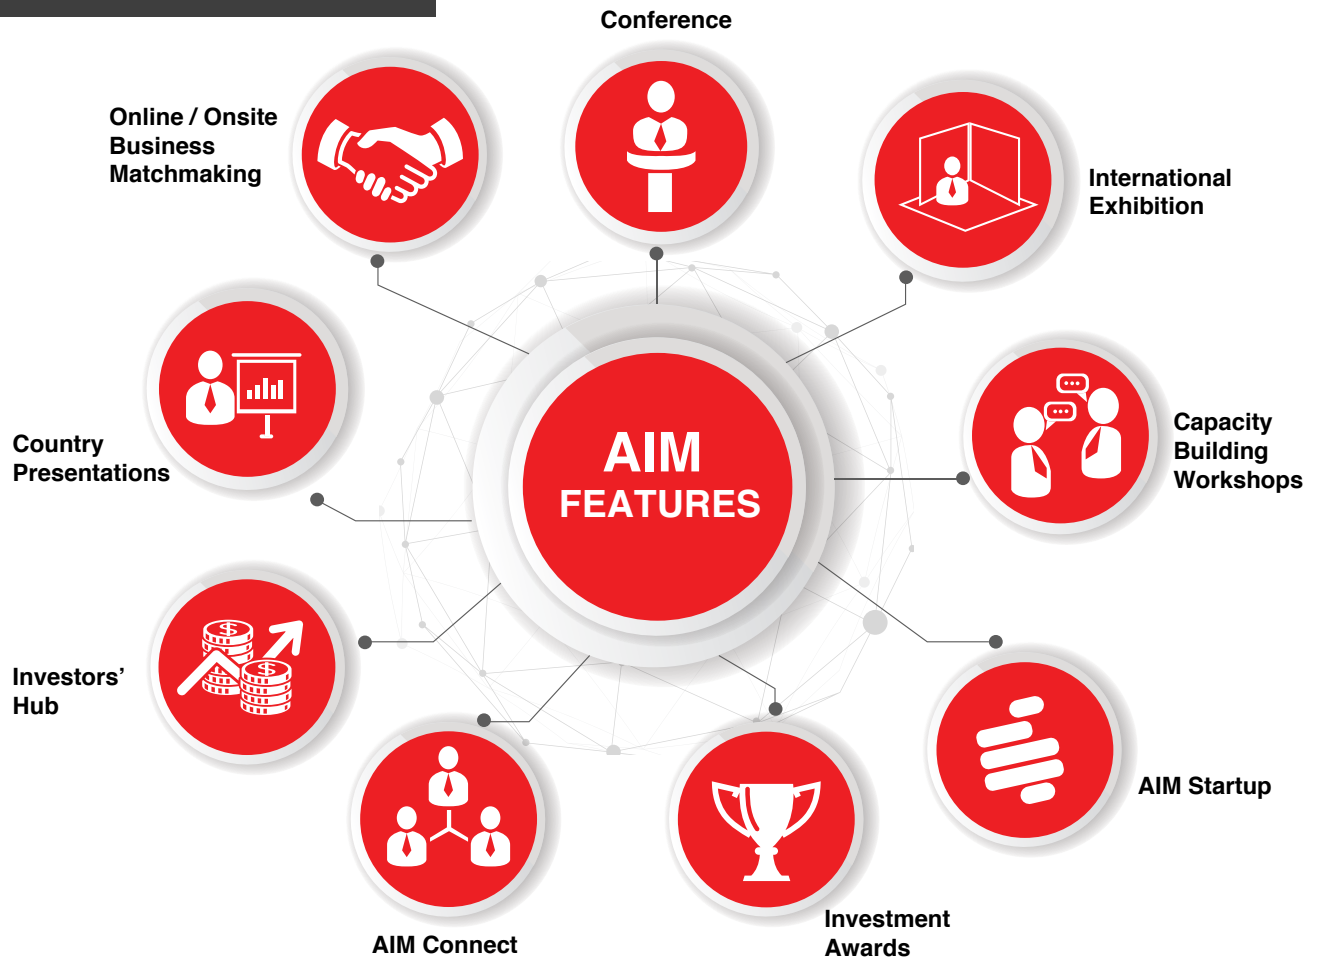 Conference
Online / Onsite
Business
Matchmaking
International
Exhibition
Country
Presentations
AIM
FEATURES
Capacity
Building
Workshops
Investors’
Hub
AIM Startup
AIM Connect
Investment
Awards